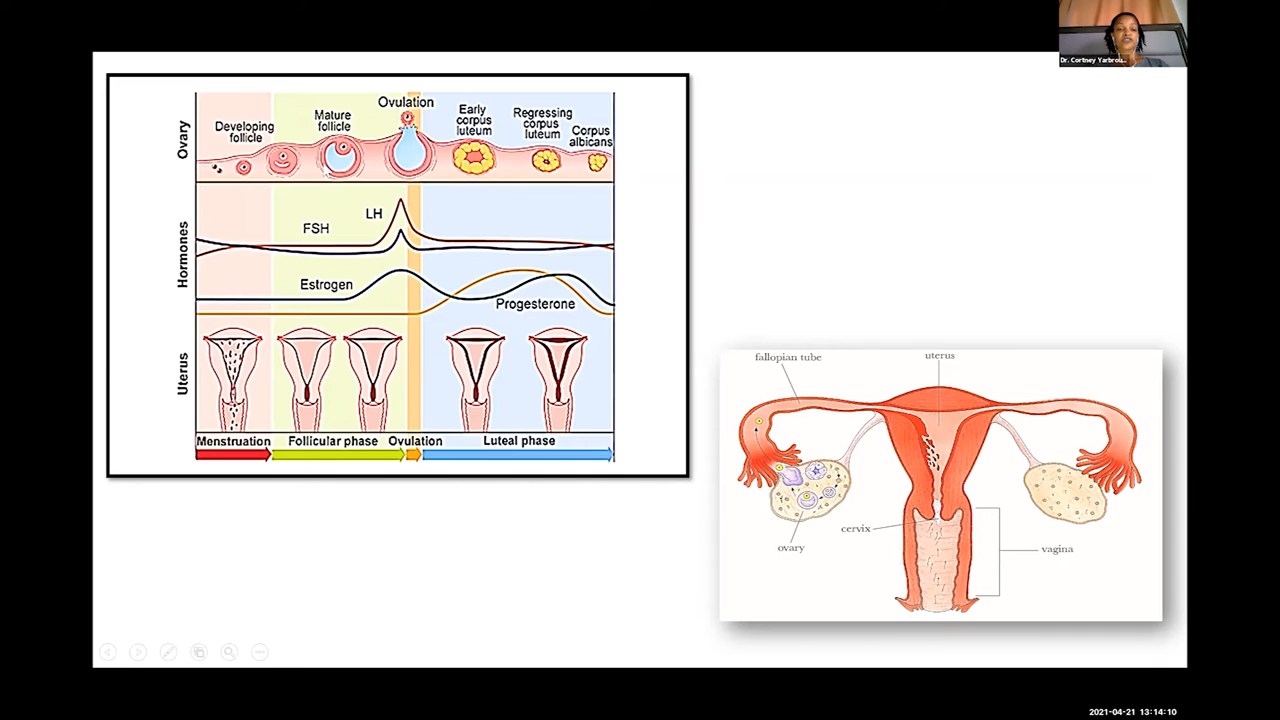 Dr. Cortney Yarbrou...
Ovary
Developing
follicle
Mature
follicle
Ovulation
Early
corpus
luteum
Regressing
corpus
luteum
Corpus
albicans
Hormones
FSH
LH
Estrogen
Progesterone
Uterus
Menstruation
Follicular phase
Ovulation
Luteal phase
fallopian tube
uterus
cervix
ovary
vagina
2021-04-21 13:14:10